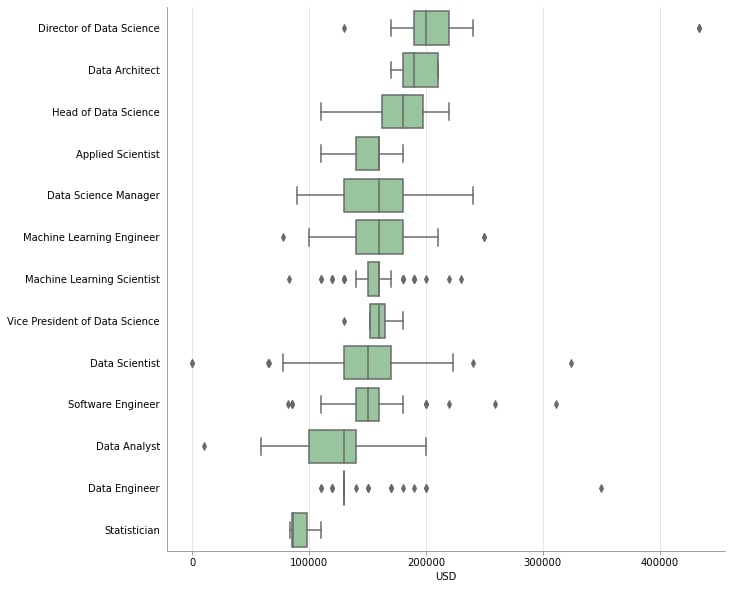 Director of Data Science
Data Architect
Head of Data Science
Applied Scientist
Data Science Manager
Machine Learning Engineer
Machine Learning Scientist
Vice President of Data Science
Data Scientist
Software Engineer
Data Analyst
Data Engineer
Statistician
0 100000 200000 300000 400000
USD